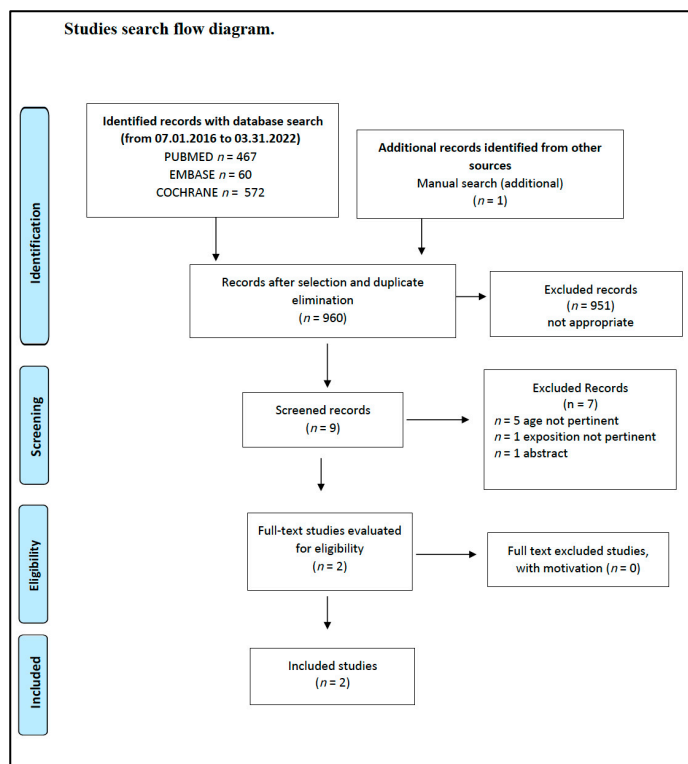 Studies search flow diagram.
Identification
Identified records with database search
(from 07.01.2016 to 03.31.2022)
PUBMED n = 467
EMBASE n = 60
COCHRANE n = 572
Additional records identified from other
sources
Manual search (additional)
(n = 1)
Records after selection and duplicate
elimination
(n = 960)
Excluded records
(n = 951)
not appropriate
Screening
Screened records
(n = 9)
Excluded Records
(n = 7)
n = 5 age not pertinent
n = 1 exposition not pertinent
n = 1 abstract
Eligibility
Full-text studies evaluated
for eligibility
(n = 2)
Full text excluded studies,
with motivation (n = 0)
Included
Included studies
(n = 2)